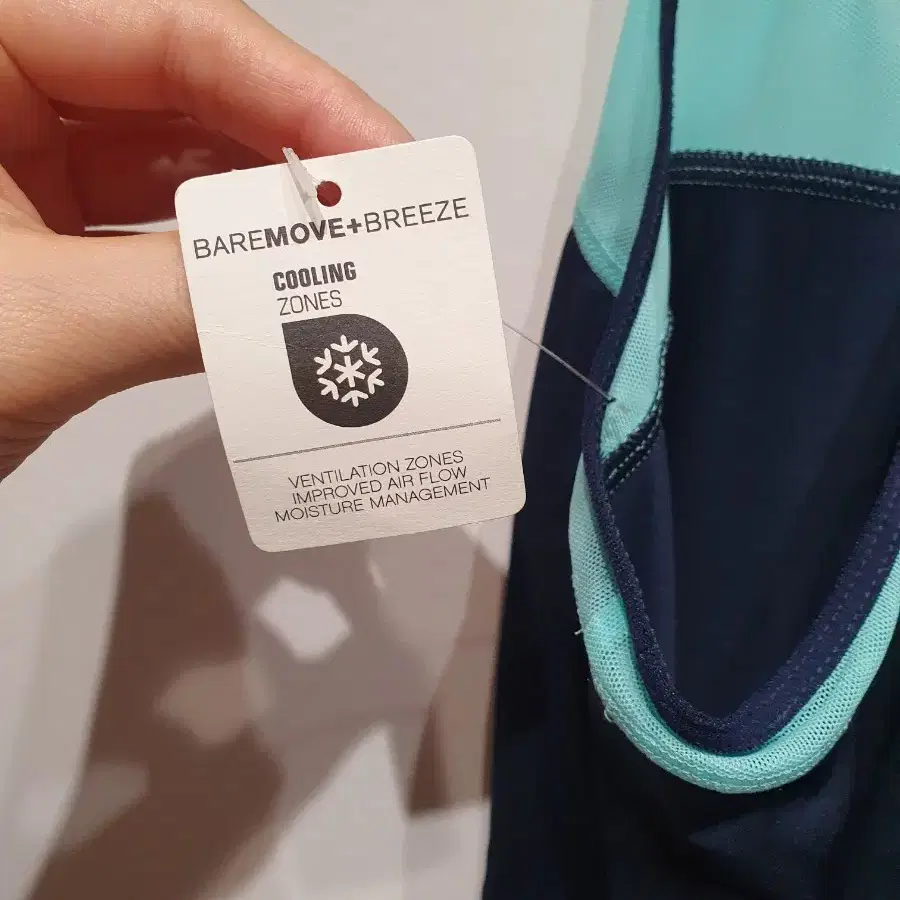 BAREMOVE+BREEZE
COOLING
ZONES
VENTILATION ZONES
IMPROVED AIR FLOW
MOISTURE MANAGEMENT